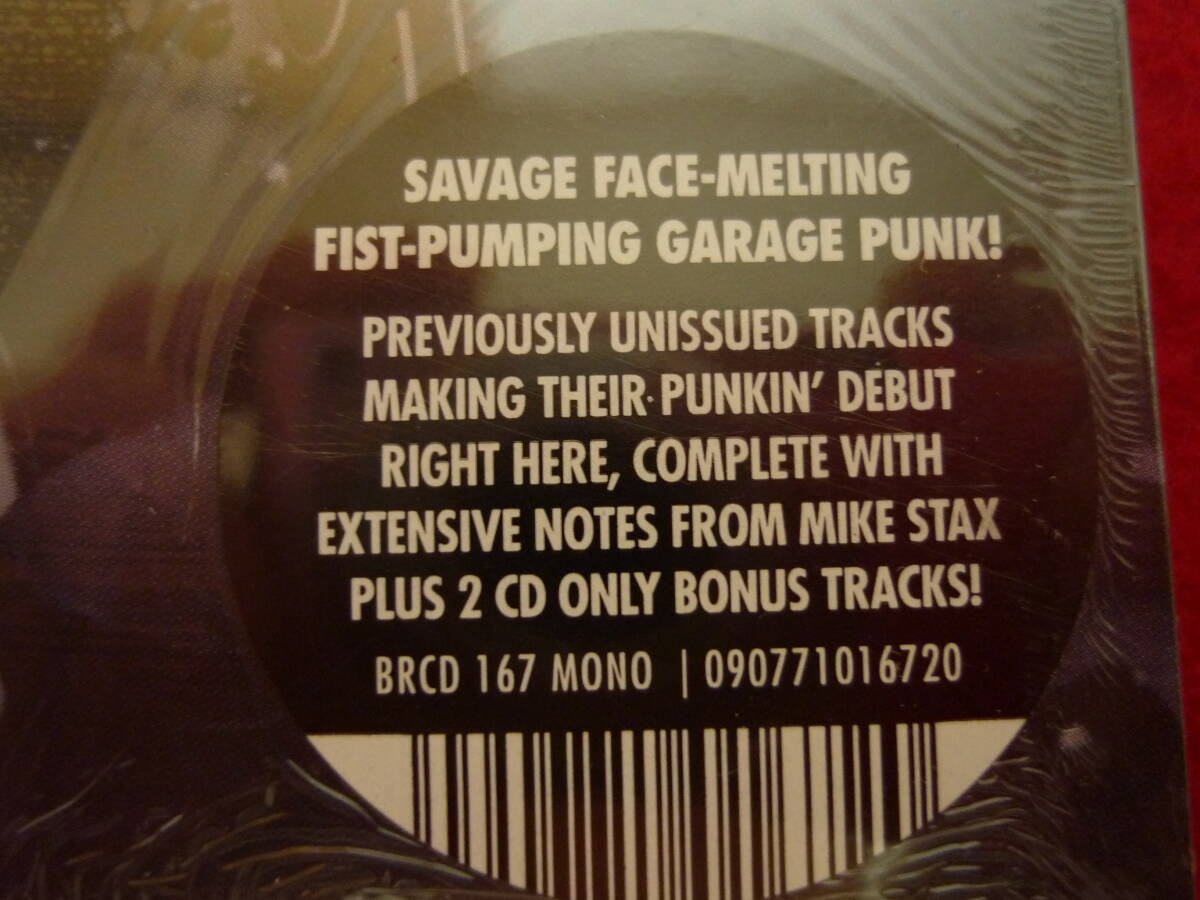 SAVAGE FACE-MELTING
FIST-PUMPING GARAGE PUNK!
PREVIOUSLY UNISSUED TRACKS
MAKING THEIR PUNKIN' DEBUT
RIGHT HERE, COMPLETE WITH
EXTENSIVE NOTES FROM MIKE STAX
PLUS 2 CD ONLY BONUS TRACKS!
BRCD 167 MONO | 090771016720